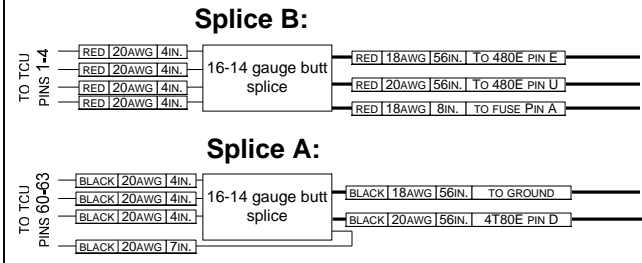 Splice B:
TO TCU
PINS 1-4
RED 20AWG 4IN.
RED 20AWG 4IN.
RED 20AWG 4IN.
RED 20AWG 4IN.
16-14 gauge butt
splice
RED 18AWG 56IN. TO 480E PIN E
RED 20AWG 56IN. TO 480E PIN U
RED 18AWG 8IN. TO FUSE PIN A
Splice A:
TO TCU
PINS 60-63
BLACK 20AWG 4IN.
BLACK 20AWG 4IN.
BLACK 20AWG 4IN.
BLACK 20AWG 7IN.
16-14 gauge butt
splice
BLACK 18AWG 56IN. TO GROUND
BLACK 20AWG 56IN. 4T80E PIN D